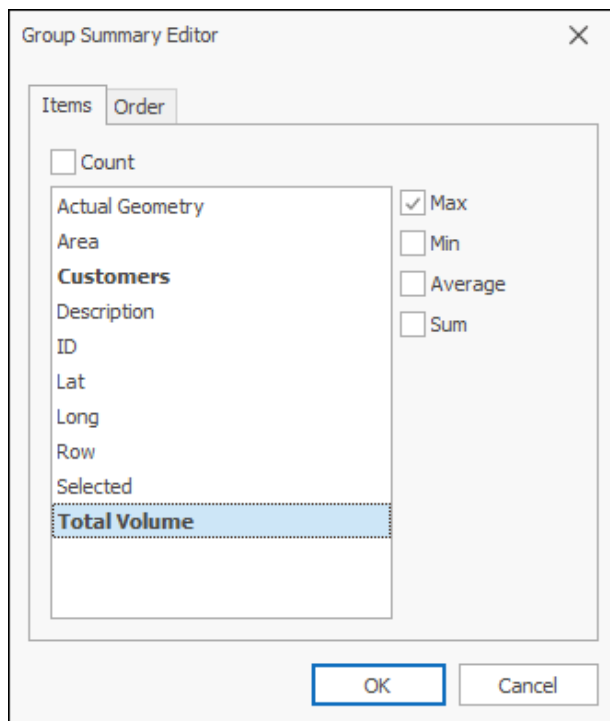 Group Summary Editor
Items Order
Count
Actual Geometry
Area
Customers
Description
ID
Lat
Long
Row
Selected
Total Volume
Max
Min
Average
Sum
OK Cancel